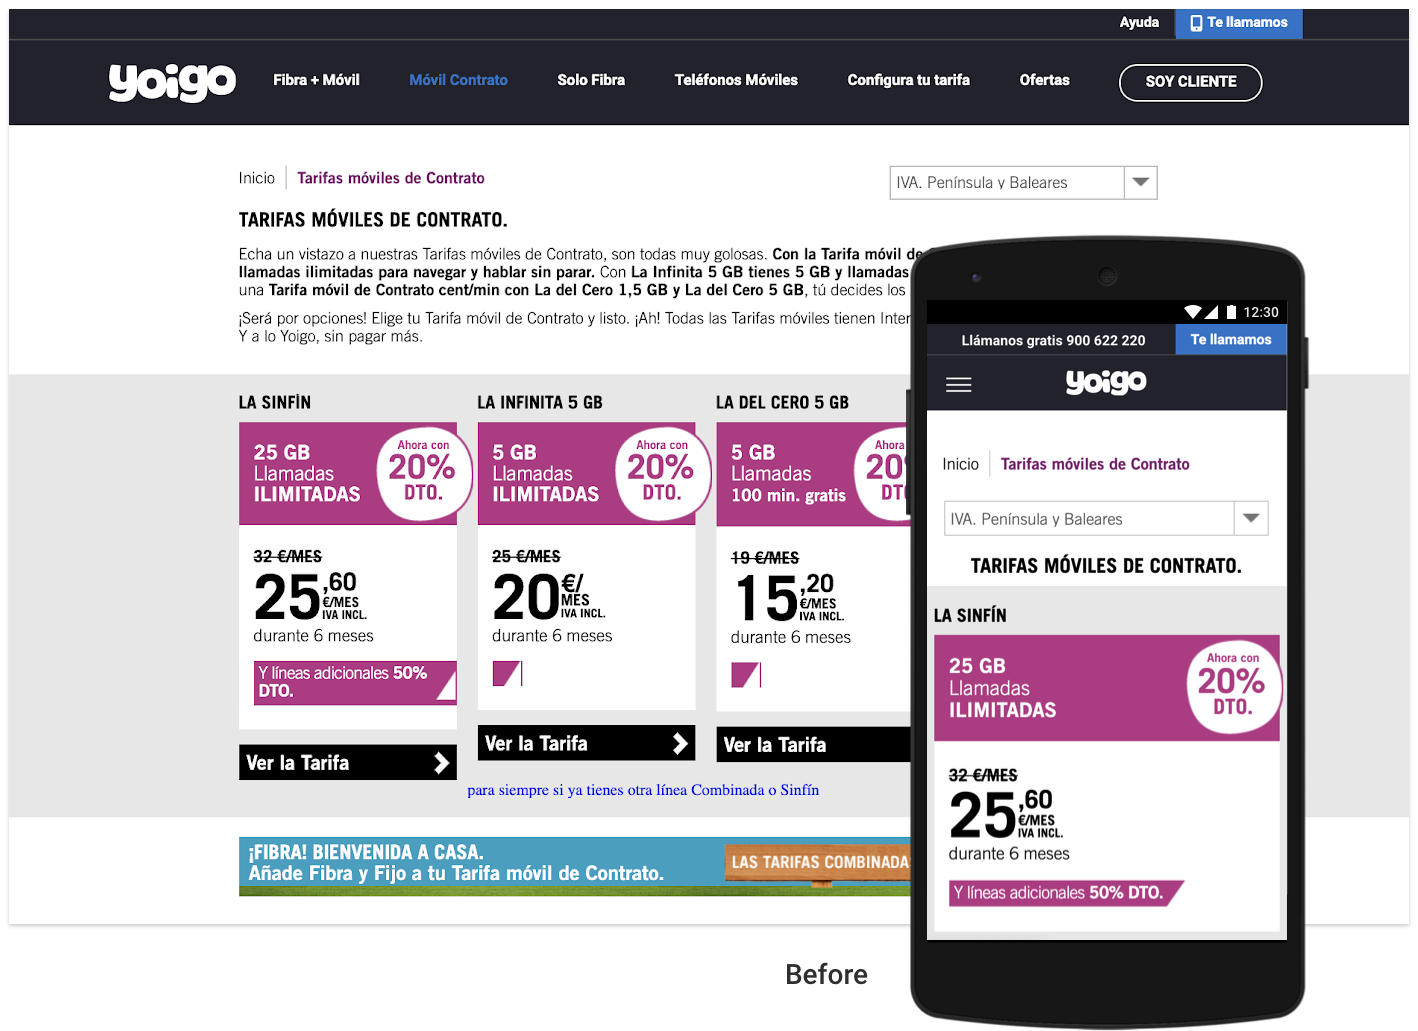 Ayuda
Te llamamos
yoigo
Fibra + Móvil
Móvil Contrato
Solo Fibra
Teléfonos Móviles
Configura tu tarifa
Ofertas
SOY CLIENTE
Inicio
Tarifas móviles de Contrato
IVA. Península y Baleares
TARIFAS MÓVILES DE CONTRATO.
Echa un vistazo a nuestras Tarifas móviles de Contrato, son todas muy golosas. Con la Tarifa móvil de
llamadas ilimitadas para navegar y hablar sin parar. Con La Infinita 5 GB tienes 5 GB y llamadas
una Tarifa móvil de Contrato cent/min con La del Cero 1,5 GB y La del Cero 5 GB, tú decides los
¡Será por opciones! Elige tu Tarifa móvil de Contrato y listo. ¡Ah! Todas las Tarifas móviles tienen Inter
Y a lo Yoigo, sin pagar más.
LA SINFÍN
25 GB
Llamadas
ILIMITADAS
Ahora con
20%
DTO.
32 €/MES
25,60
€/MES
IVA INCL.
durante 6 meses
Y líneas adicionales 50%
DTO.
Ver la Tarifa
LA INFINITA 5 GB
5 GB
Llamadas
ILIMITADAS
Ahora con
20%
DTO.
25 €/MES
20 €/
MES
IVA INCL.
durante 6 meses
Ver la Tarifa
LA DEL CERO 5 GB
5 GB
Llamadas
100 min. gratis
Ahora
20
DT
19 €/MES
15,20
€/MES
IVA INCL.
durante 6 meses
Ver la Tarifa
para siempre si ya tienes otra línea Combinada o Sinfín
¡FIBRA! BIENVENIDA A CASA.
Añade Fibra y Fijo a tu Tarifa móvil de Contrato.
LAS TARIFAS COMBINADA
12:30
Llámanos gratis 900 622 220
Te llamamos
yoigo
Inicio
Tarifas móviles de Contrato
IVA. Península y Baleares
TARIFAS MÓVILES DE CONTRATO.
LA SINFÍN
25 GB
Llamadas
ILIMITADAS
Ahora con
20%
DTO.
32 €/MES
25,60
€/MES
IVA INCL.
durante 6 meses
Y líneas adicionales 50% DTO.
Before